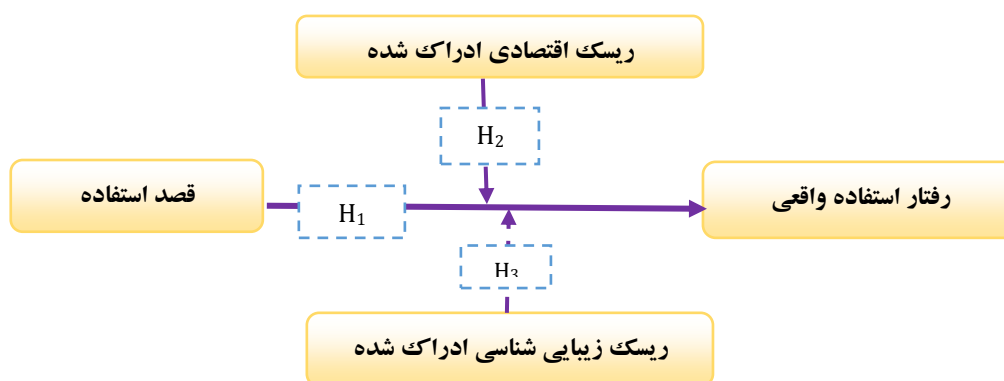 ریسک اقتصادی ادراک شده
H₂
قصد استفاده
H₁
رفتار استفاده واقعی
H₃
ریسک زیبایی شناسی ادراک شده